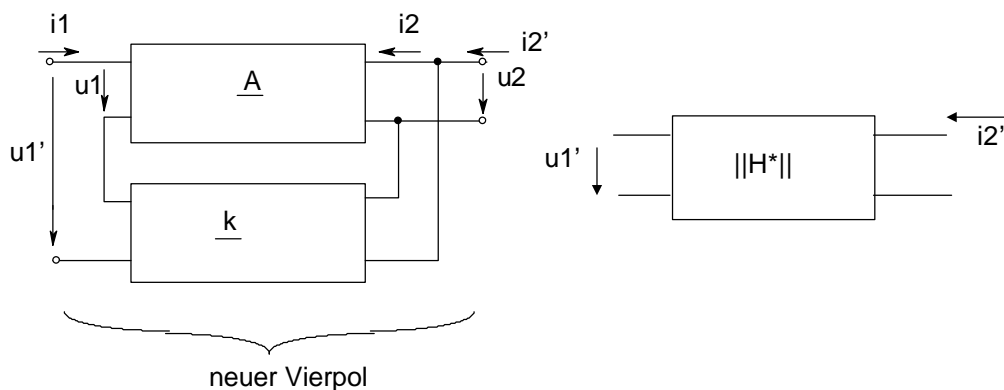 i1
i2
i2'
u1
A
u2
u1'
k
neuer Vierpol
u1'
||H*||
i2'